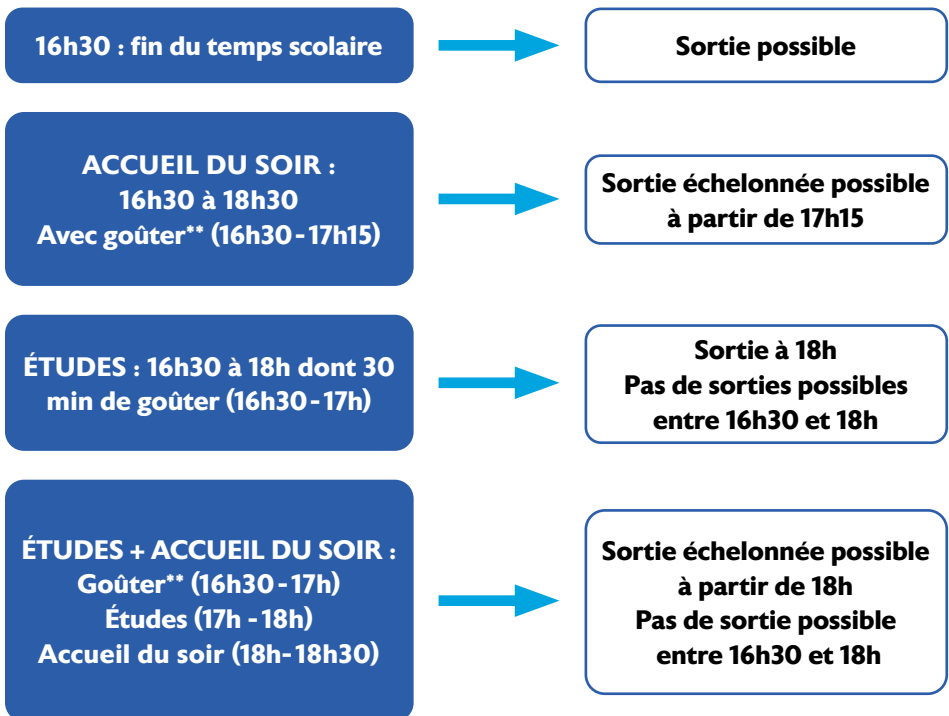 16h30 : fin du temps scolaire
Sortie possible
ACCUEIL DU SOIR :
16h30 à 18h30
Avec goûter** (16h30-17h15)
Sortie échelonnée possible
à partir de 17h15
ÉTUDES : 16h30 à 18h dont 30
min de goûter (16h30-17h)
Sortie à 18h
Pas de sorties possibles
entre 16h30 et 18h
ÉTUDES + ACCUEIL DU SOIR :
Goûter** (16h30-17h)
Études (17h -18h)
Accueil du soir (18h-18h30)
Sortie échelonnée possible
à partir de 18h
Pas de sortie possible
entre 16h30 et 18h